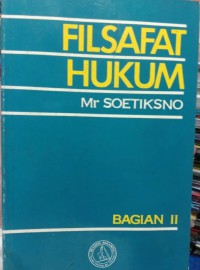 FILSAFAT
HUKUM
Mr SOETIKSNO
BAGIAN II